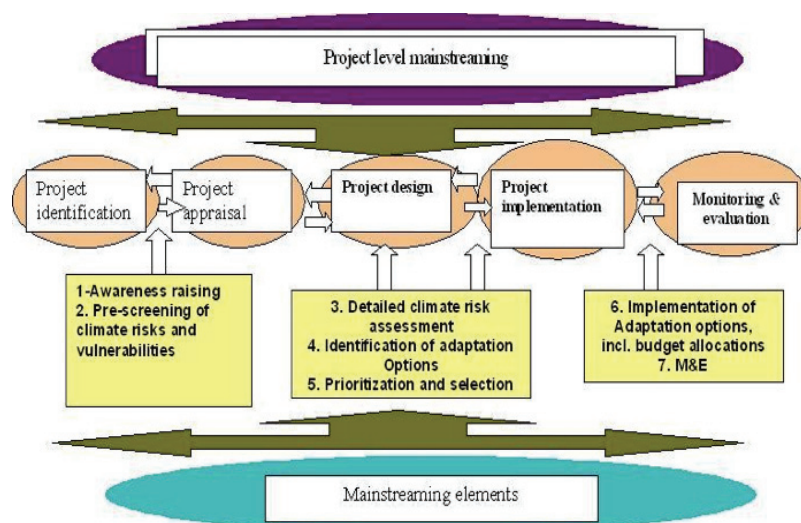 Project level mainstreaming
Project
identification
Project
appraisal
Project design
Project
implementation
Monitoring &
evaluation
1-Awareness raising
2. Pre-screening of
climate risks and
vulnerabilities
3. Detailed climate risk
assessment
4. Identification of adaptation
Options
5. Prioritization and selection
6. Implementation of
Adaptation options,
incl. budget allocations
7. M&E
Mainstreaming elements